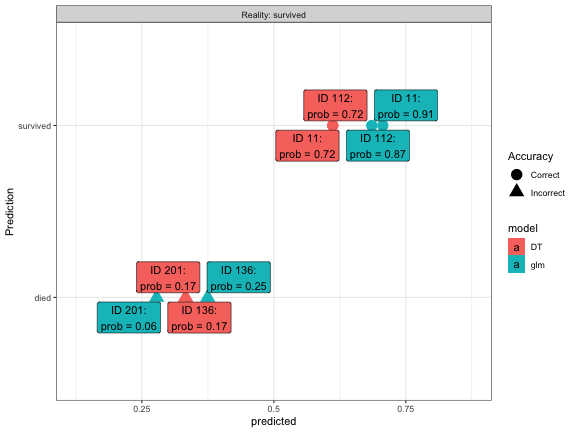 Reality: survived
ID 112:
prob = 0.72
ID 11:
prob = 0.91
ID 11:
prob = 0.72
ID 112:
prob = 0.87
ID 201:
prob = 0.17
ID 136:
prob = 0.25
ID 201:
prob = 0.06
ID 136:
prob = 0.17
survived
died
Prediction
0.25
0.5
0.75
predicted
Accuracy
Correct
Incorrect
model
a DT
a glm